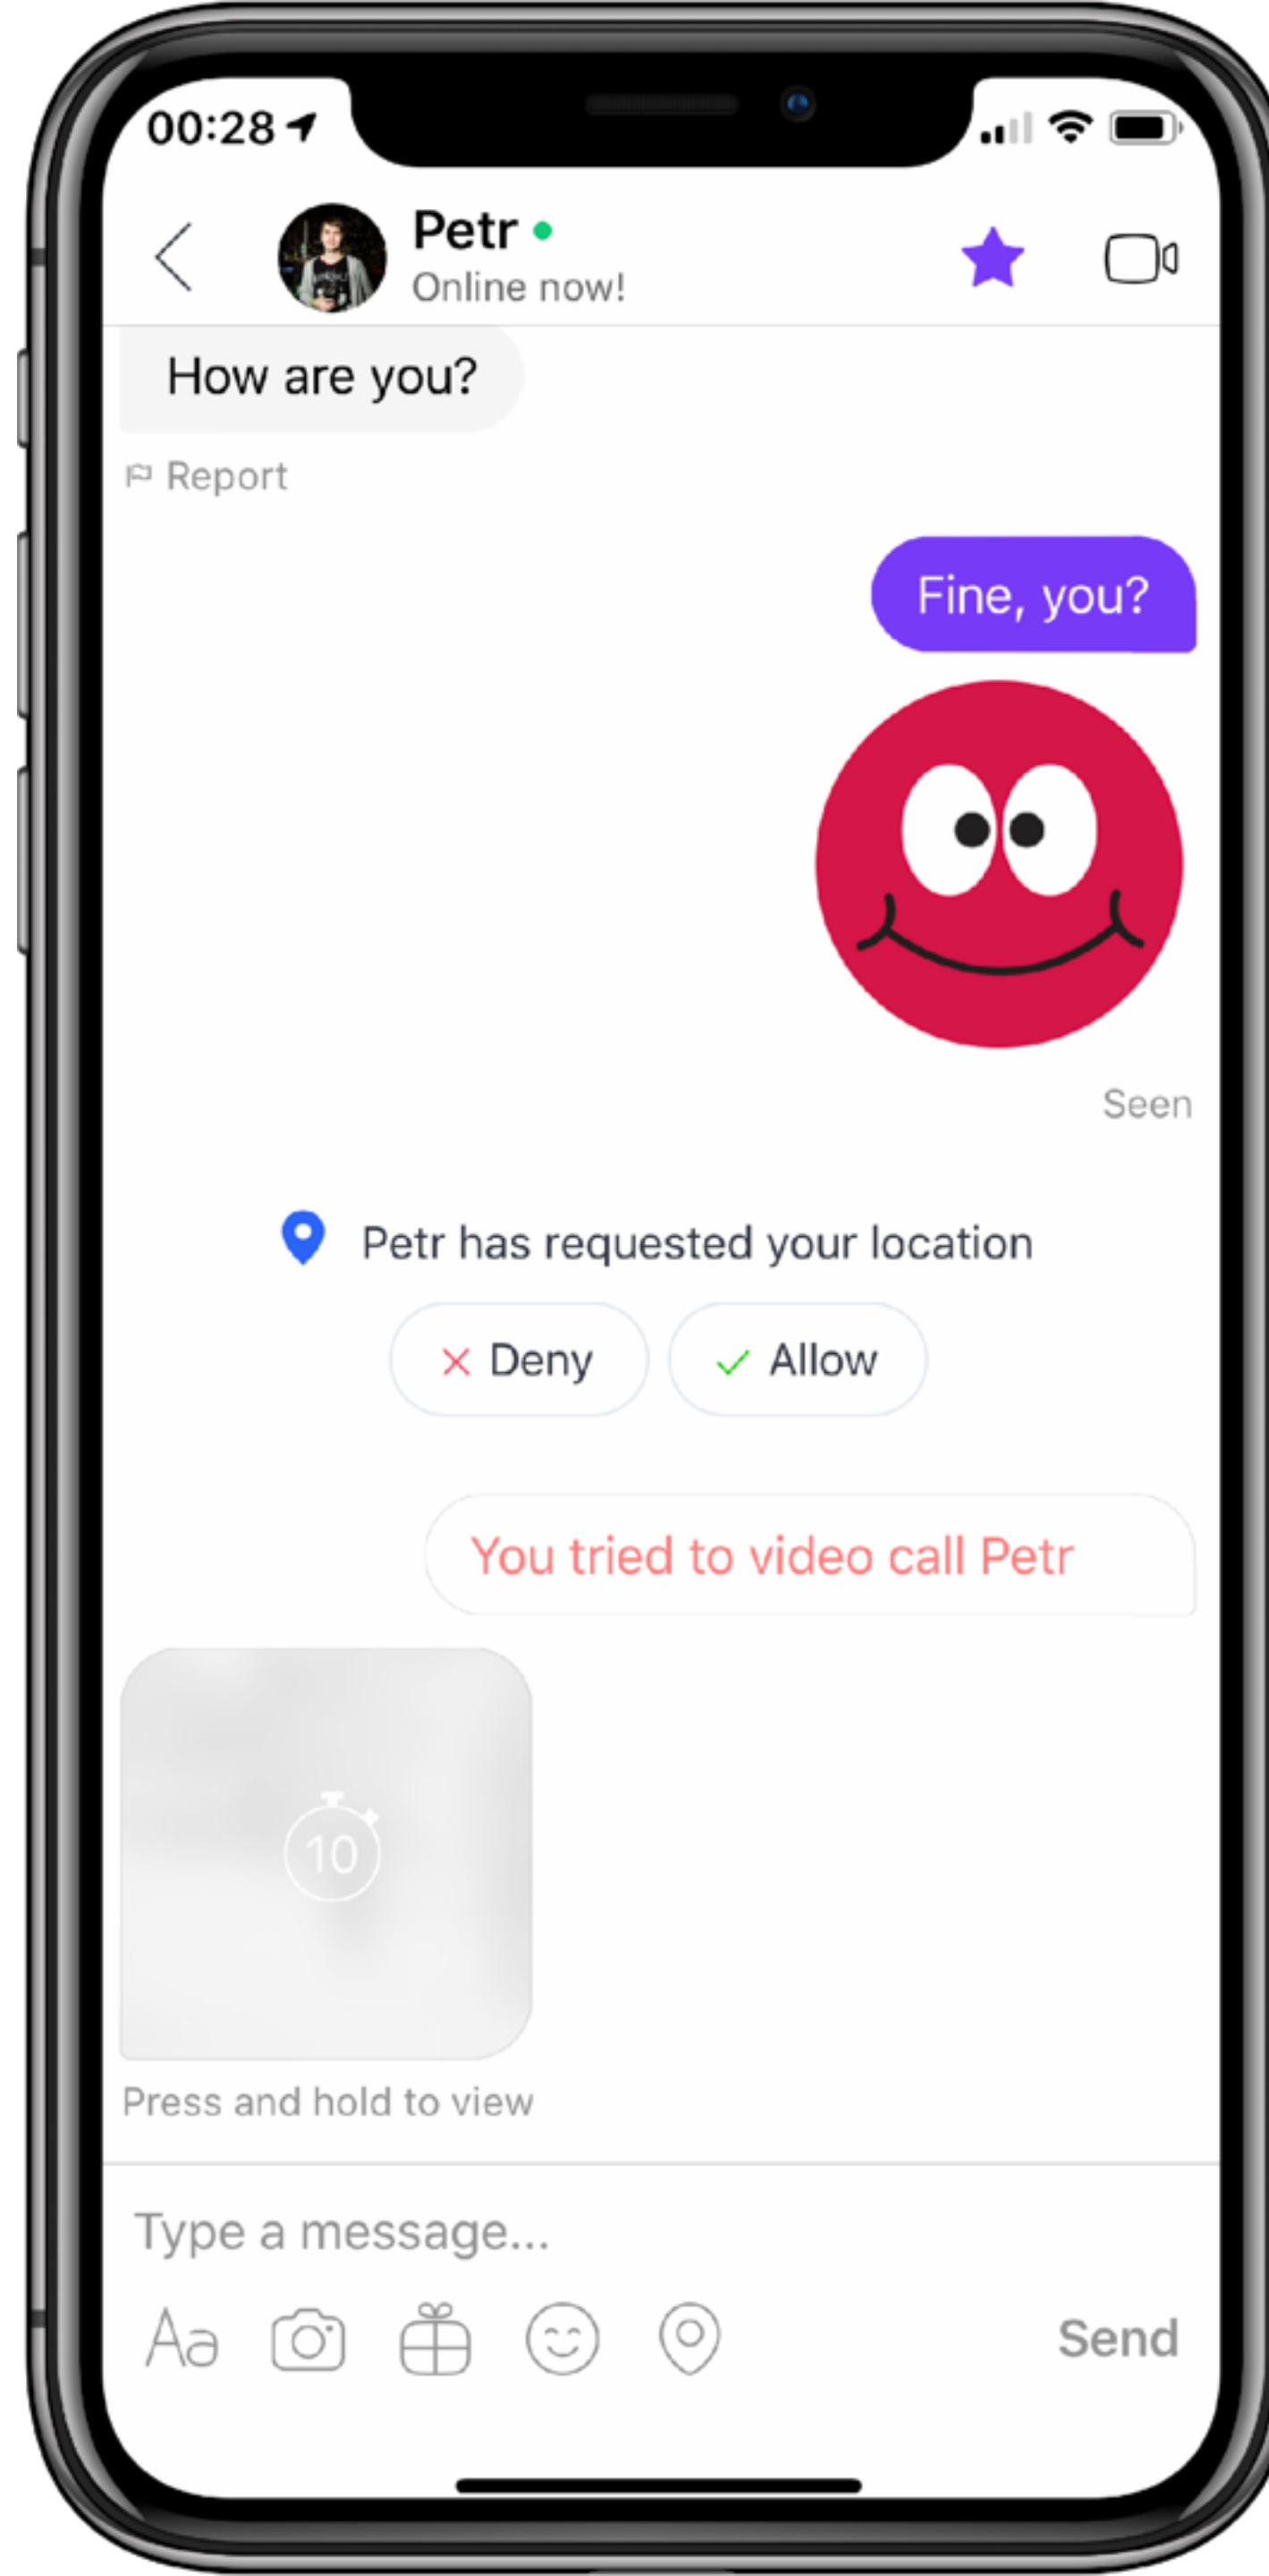 00:28
Petr
Online now!
How are you?
Report
Fine, you?
Seen
Petr has requested your location
Deny
Allow
You tried to video call Petr
10
Press and hold to view
Type a message...
Aa
Send